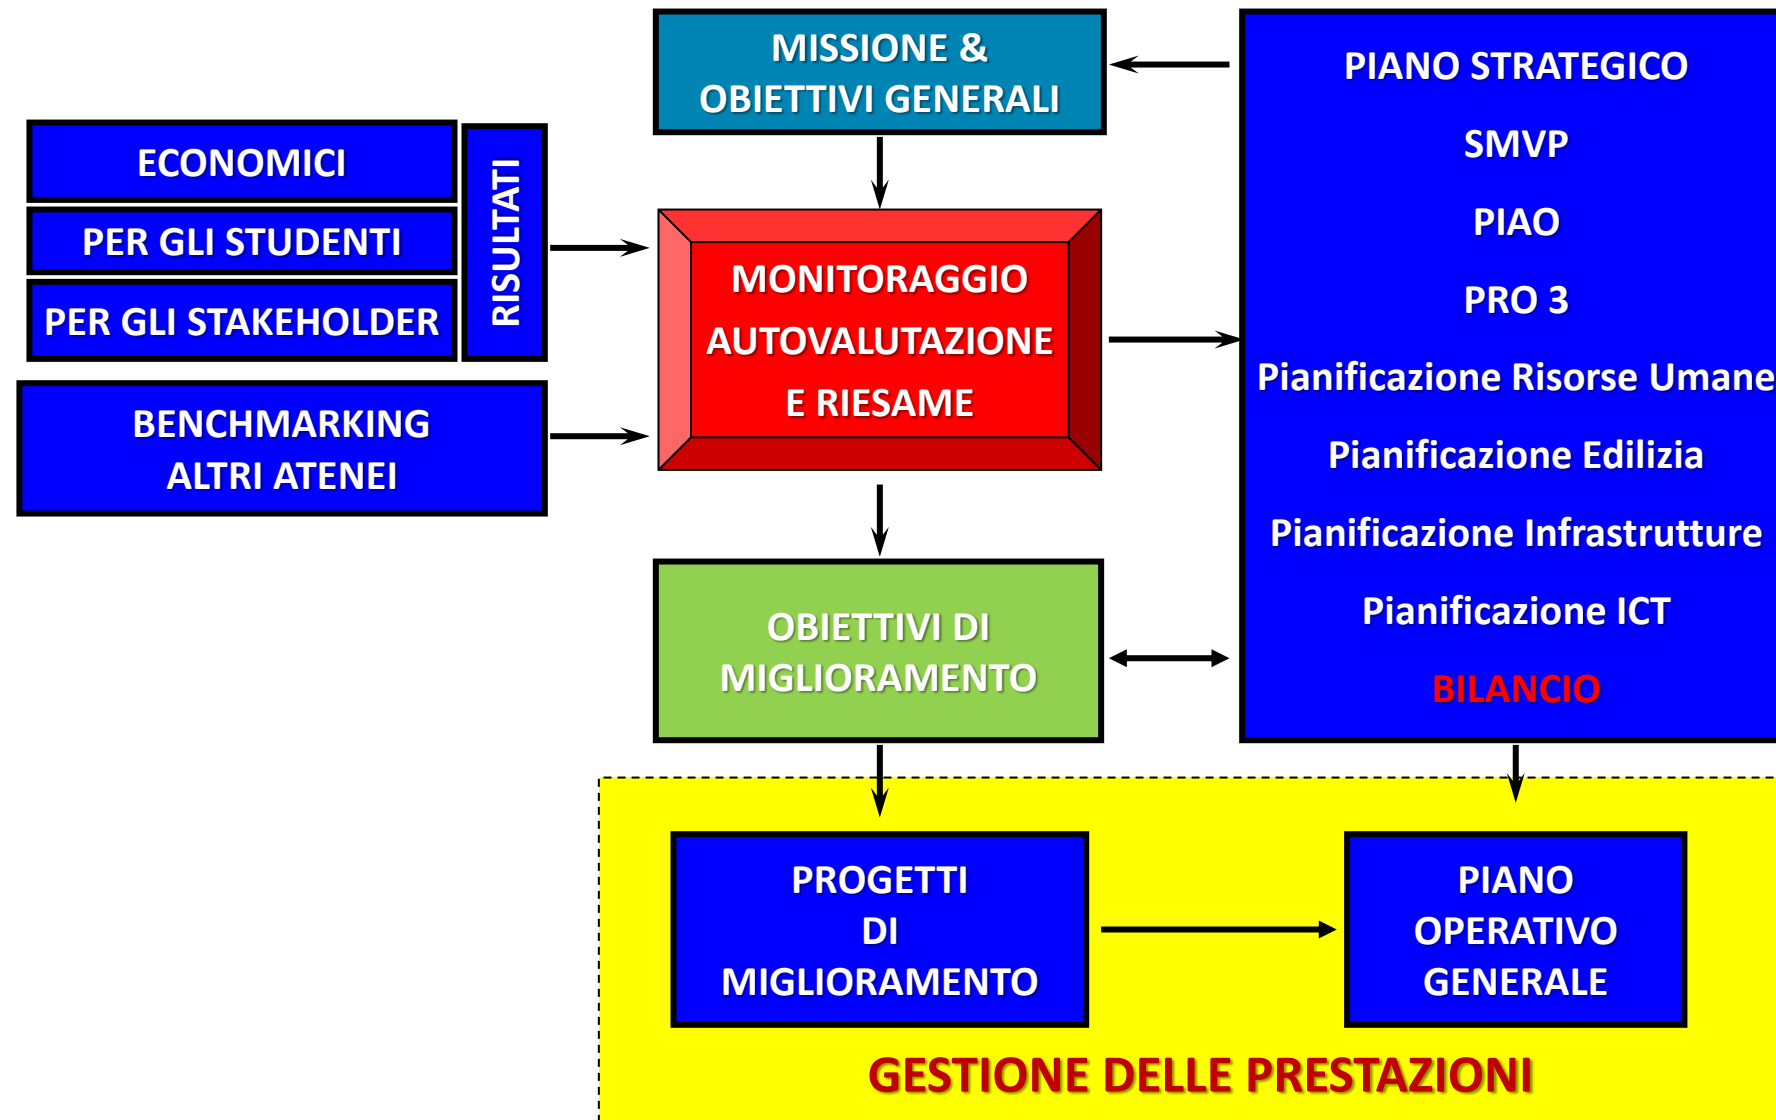 MISSIONE &
OBIETTIVI GENERALI
ECONOMICI
PER GLI STUDENTI
PER GLI STAKEHOLDER
RISULTATI
BENCHMARKING
ALTRI ATENEI
MONITORAGGIO
AUTOVALUTAZIONE
E RIESAME
OBIETTIVI DI
MIGLIORAMENTO
PIANO STRATEGICO
SMVP
PIAO
PRO 3
Pianificazione Risorse Umane
Pianificazione Edilizia
Pianificazione Infrastrutture
Pianificazione ICT
BILANCIO
PROGETTI
DI
MIGLIORAMENTO
PIANO
OPERATIVO
GENERALE
GESTIONE DELLE PRESTAZIONI